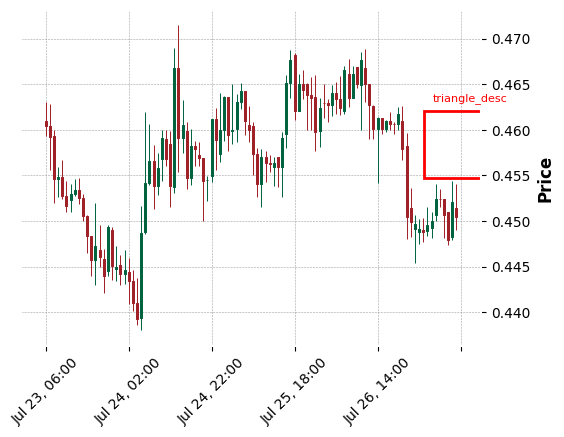 0.470
0.465
triangle_desc
0.460
0.455
0.450
0.445
0.440
Price
Jul 23, 06:00
Jul 24, 02:00
Jul 24, 22:00
Jul 25, 18:00
Jul 26, 14:00